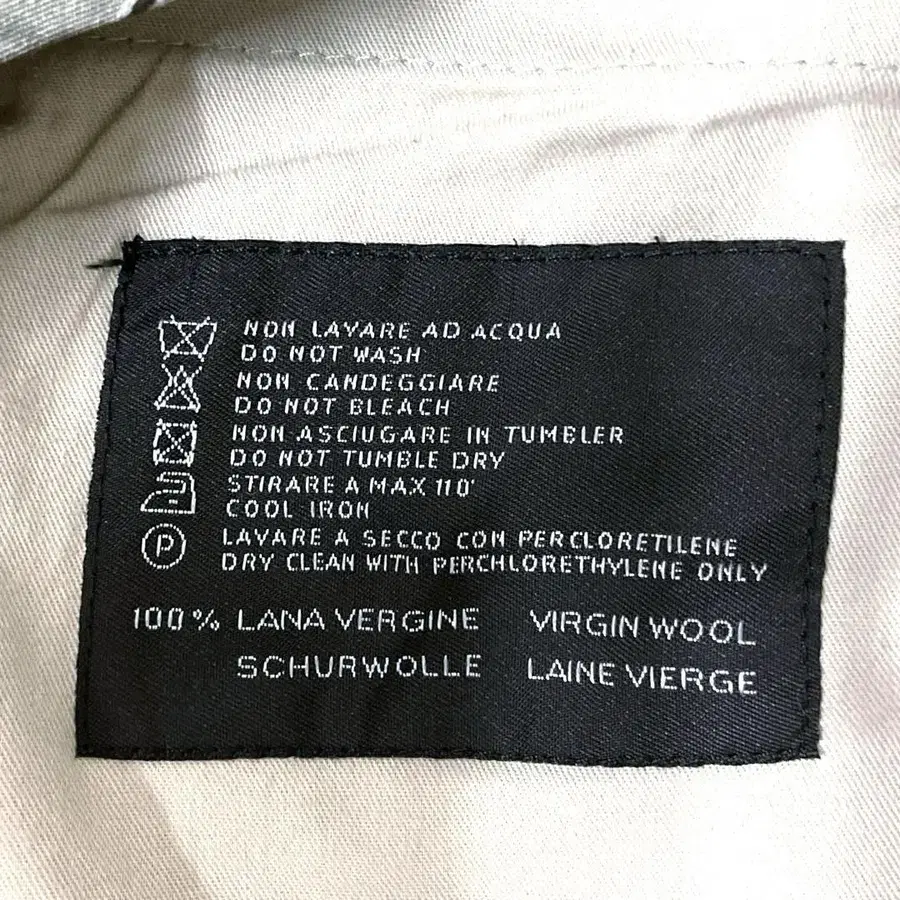 NON LAVARE AD ACQUA
DO NOT WASH
NON CANDEGGIARE
DO NOT BLEACH
NON ASCIUGARE IN TUMBLER
DO NOT TUMBLE DRY
STIRARE A MAX 110°
COOL IRON
P
LAVARE A SECCO CON PERCLORETILENE
DRY CLEAN WITH PERCHLORETHYLENE ONLY
100% LANA VERGINE VIRGIN WOOL
SCHURWOLLE LAINE VIERGE